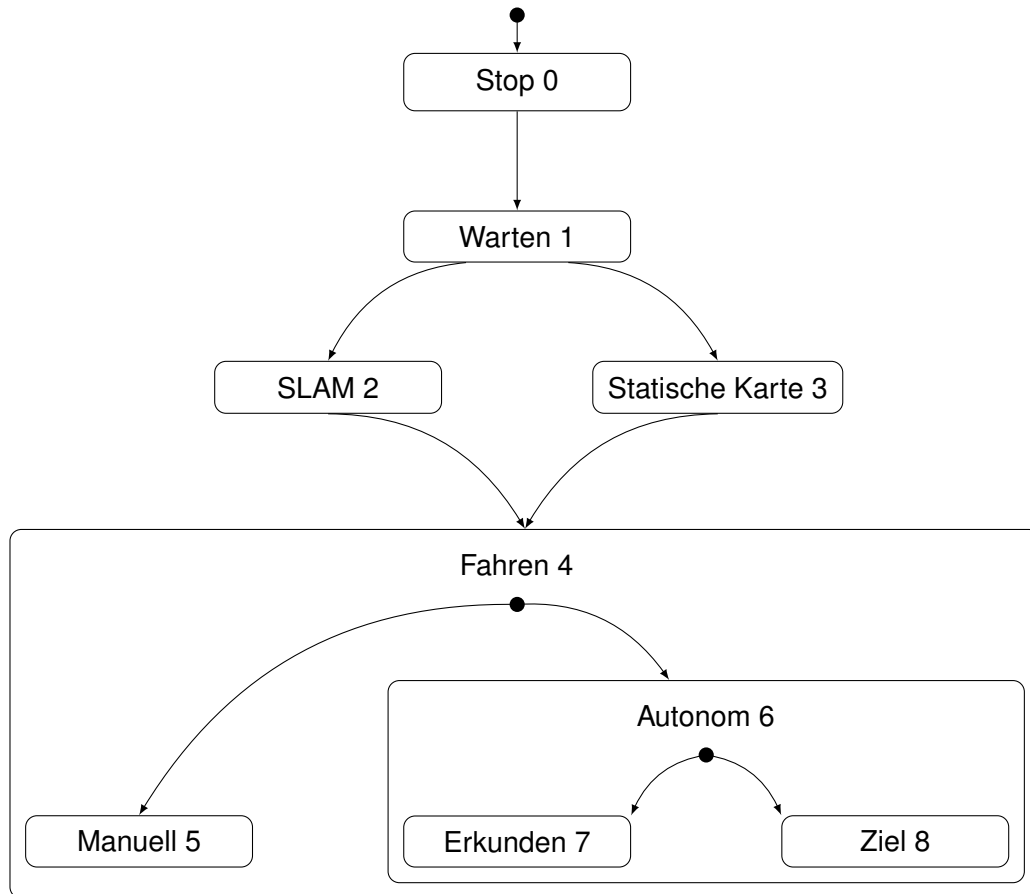 Stop 0
Warten 1
SLAM 2
Statische Karte 3
Fahren 4
Autonom 6
Manuell 5
Erkunden 7
Ziel 8